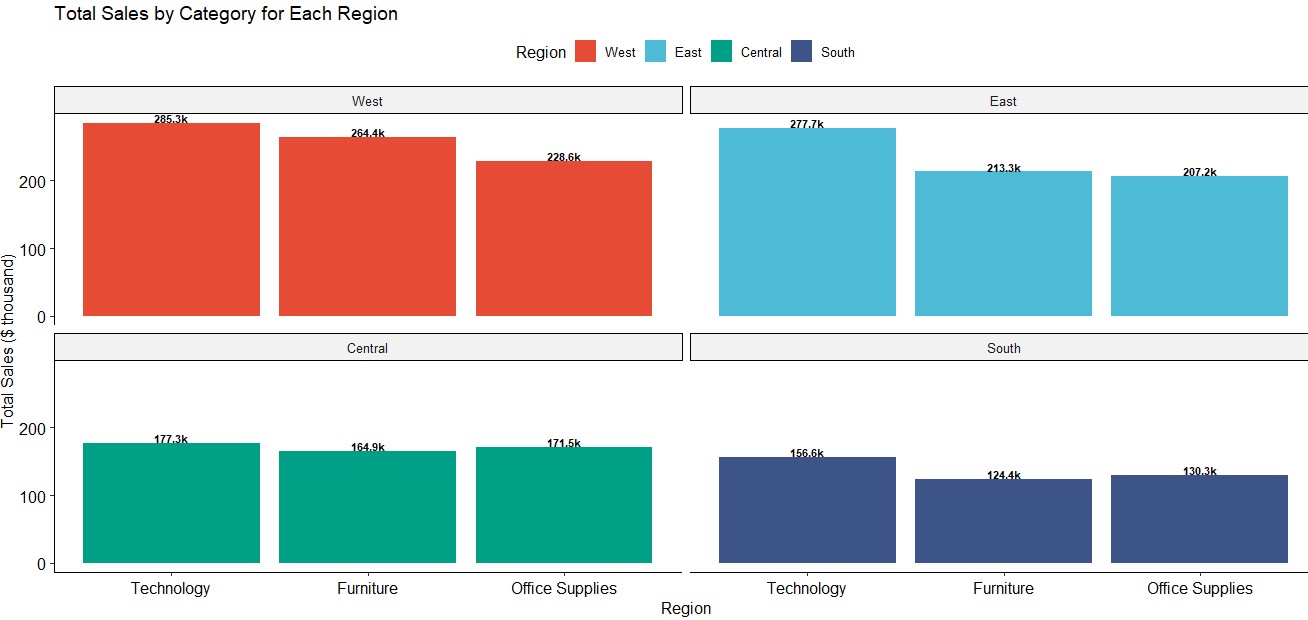 Total Sales by Category for Each Region
Region West East Central South
West East
285.3k 264.4k 228.6k 277.7k 213.3k 207.2k
200
100
0
Total Sales ($ thousand)
Central South
177.3k 164.9k 171.5k 156.6k 124.4k 130.3k
200
100
0
Technology Furniture Office Supplies Technology Furniture Office Supplies
Region